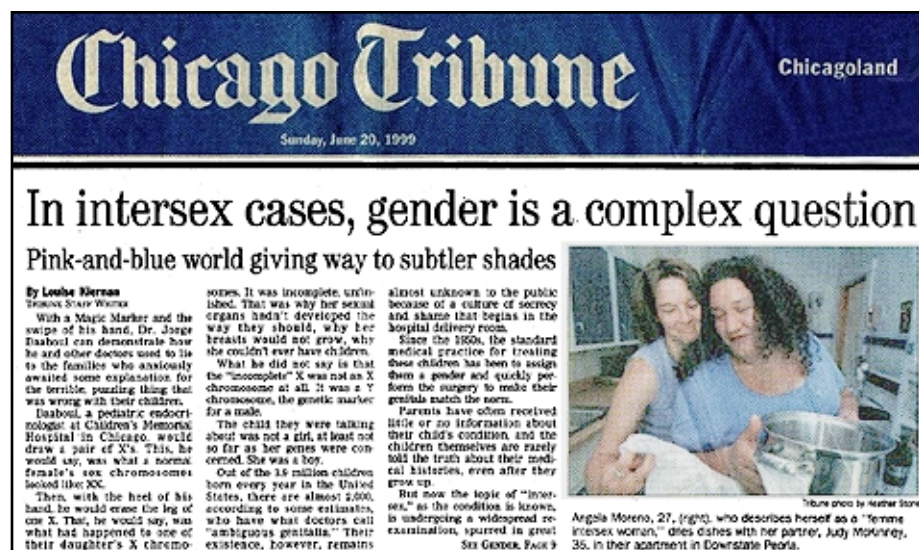 Chicago Tribune
Chicagoland
Sunday, June 20, 1999
In intersex cases, gender is a complex question
Pink-and-blue world giving way to subtler shades
By Louise Kiernan
TRIBUNE STAFF WRITER
With a Magic Marker and the
swipe of his hand, Dr. Jorge
Daaboul can demonstrate how
he and other doctors used to lie
to the families who anxiously
awaited some explanation for
the terrible, puzzling thing that
was wrong with their children.
Daaboul, a pediatric endocri-
nologist at Children's Memorial
Hospital in Chicago, would
draw a pair of X's. This, he
would say, was what a normal
female's sex chromosomes
looked like: XX.
Then, with the heel of his
hand, he would erase the leg of
one X. That, he would say, was
what had happened to one of
their daughter's X chromo-
somes. It was incomplete, unfin-
ished. That was why her sexual
organs hadn't developed the
way they should, why her
breasts would not grow, why
she couldn't ever have children.
What he did not say is that
the "incomplete" X was not an X
chromosome at all. It was a Y
chromosome, the genetic marker
for a male.
The child they were talking
about was not a girl, at least not
so far as her genes were con-
cerned. She was a boy.
Out of the 3.9 million children
born every year in the United
States, there are almost 2,000,
according to some estimates,
who have what doctors call
"ambiguous genitalia." Their
existence, however, remains
almost unknown to the public
because of a culture of secrecy
and shame that begins in the
hospital delivery room.
Since the 1950s, the standard
medical practice for treating
these children has been to assign
them a gender and quickly per-
form the surgery to make their
genitals match the norm.
Parents have often received
little or no information about
their child's condition, and the
children themselves are rarely
told the truth about their medi-
cal histories, even after they
grow up.
But now the topic of "inter-
sex," as the condition is known,
is undergoing a widespread re-
examination, spurred in great
SEE GENDER, PAGE 9
Tribune photo by Heather Stone
Angela Moreno, 27, (right), who describes herself as a "femme
intersex woman," dries dishes with her partner, Judy McKinney,
35, in their apartment in Downstate Peoria.